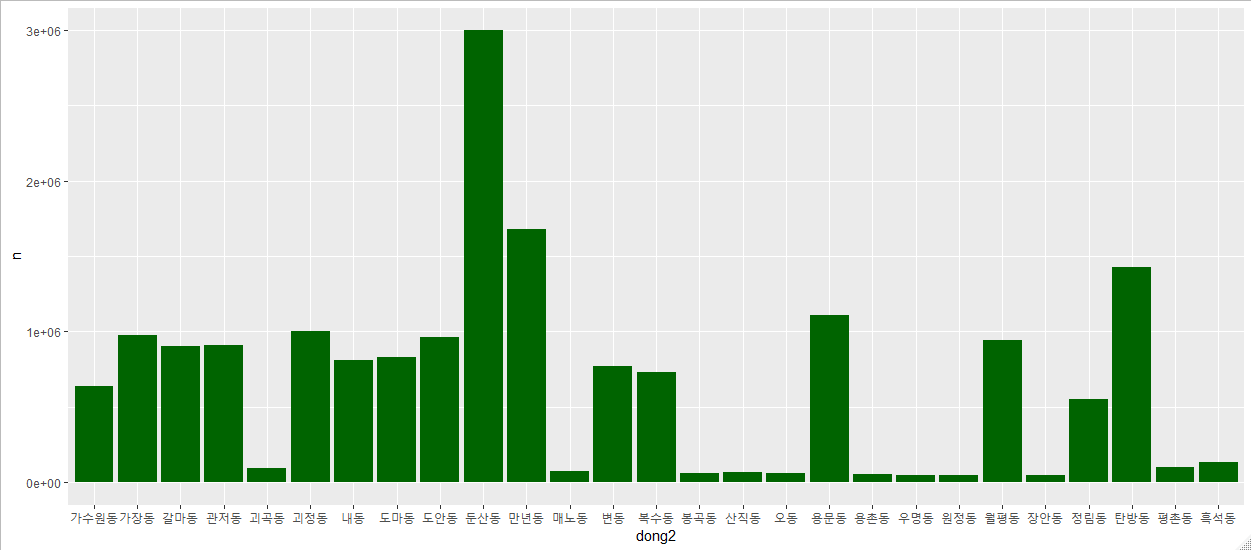 3e+06
2e+06
n
1e+06
0e+00
가수원동 가장동 갈마동 관저동 괴곡동 괴정동 내동 도마동 도안동 둔산동 만년동 매노동 변동 복수동 봉곡동 산직동 오동 용문동 용촌동 우명동 원정동 월평동 장안동 정림동 탄방동 평촌동 흑석동
dong2